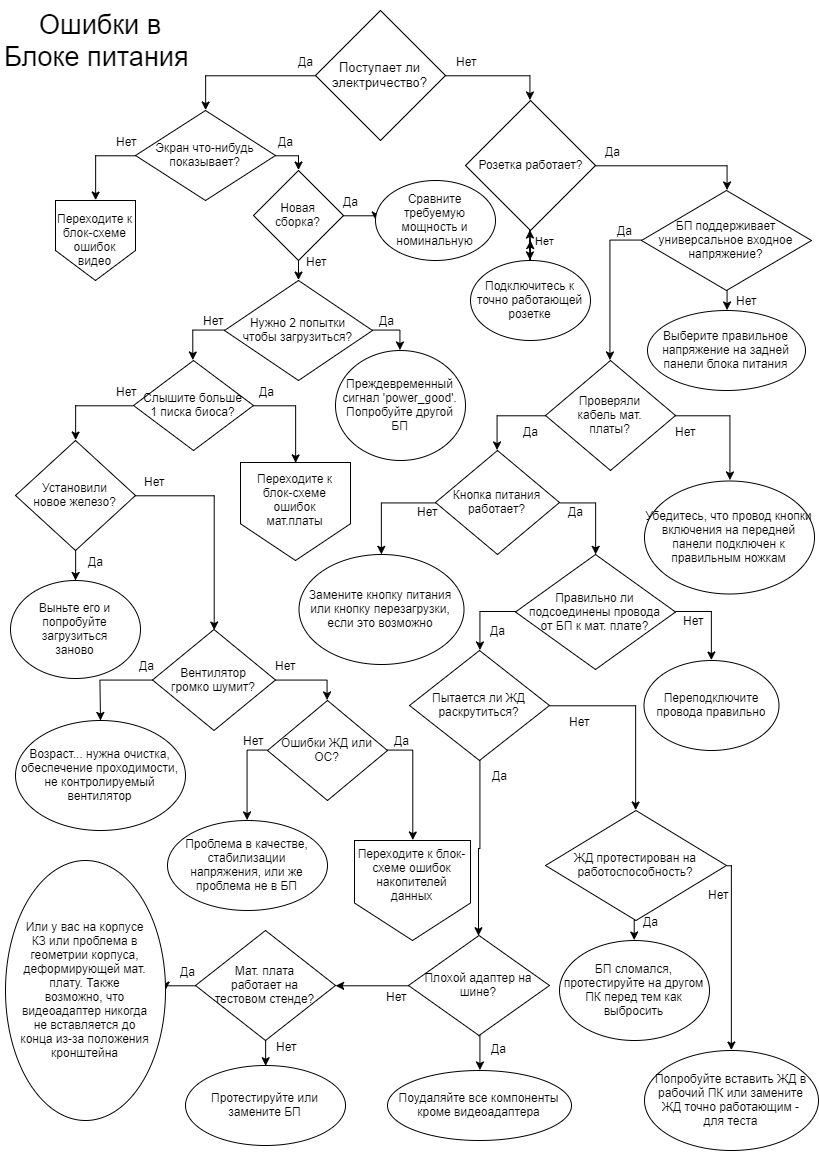 Ошибки в
Блоке питания
Поступает ли
электричество?
Да
Нет
Экран что-нибудь
показывает?
Нет
Да
Розетка работает?
Да
Нет
Переходите к
блок-схеме
ошибок
видео
Новая
сборка?
Да
Нет
Сравните
требуемую
мощность и
номинальную
Подключитесь к
точно работающей
розетке
БП поддерживает
универсальное входное
напряжение?
Да
Нет
Выберите правильное
напряжение на задней
панели блока питания
Нужно 2 попытки
чтобы загрузиться?
Нет
Да
Преждевременный
сигнал 'power_good'.
Попробуйте другой
БП
Слышите больше
1 писка биоса?
Нет
Да
Переходите к
блок-схеме
ошибок
мат.платы
Проверяли
кабель мат.
платы?
Да
Нет
Убедитесь, что провод кнопки
включения на передней
панели подключен к
правильным ножкам
Установили
новое железо?
Нет
Да
Выньте его и
попробуйте
загрузиться
заново
Кнопка питания
работает?
Нет
Да
Замените кнопку питания
или кнопку перезагрузки,
если это возможно
Правильно ли
подсоединены провода
от БП к мат. плате?
Да
Нет
Переподключите
провода правильно
Вентилятор
громко шумит?
Да
Нет
Возраст... нужна очистка,
обеспечение проходимости,
не контролируемый
вентилятор
Ошибки ЖД или
ОС?
Нет
Да
Проблема в качестве,
стабилизации
напряжения, или же
проблема не в БП
Переходите к блок-
схеме ошибок
накопителей
данных
Пытается ли ЖД
раскрутиться?
Нет
Да
ЖД протестирован на
работоспособность?
Нет
Да
БП сломался,
протестируйте на другом
ПК перед тем как
выбросить
Попробуйте вставить ЖД в
рабочий ПК или замените
ЖД точно работающим -
для теста
Плохой адаптер на
шине?
Нет
Да
Поудаляйте все компоненты
кроме видеоадаптера
Мат. плата
работает на
тестовом стенде?
Да
Нет
Протестируйте или
замените БП
Или у вас на корпусе
КЗ или проблема в
геометрии корпуса,
деформирующей мат.
плату. Также
возможно, что
видеоадаптер никогда
не вставляется до
конца из-за положения
кронштейна